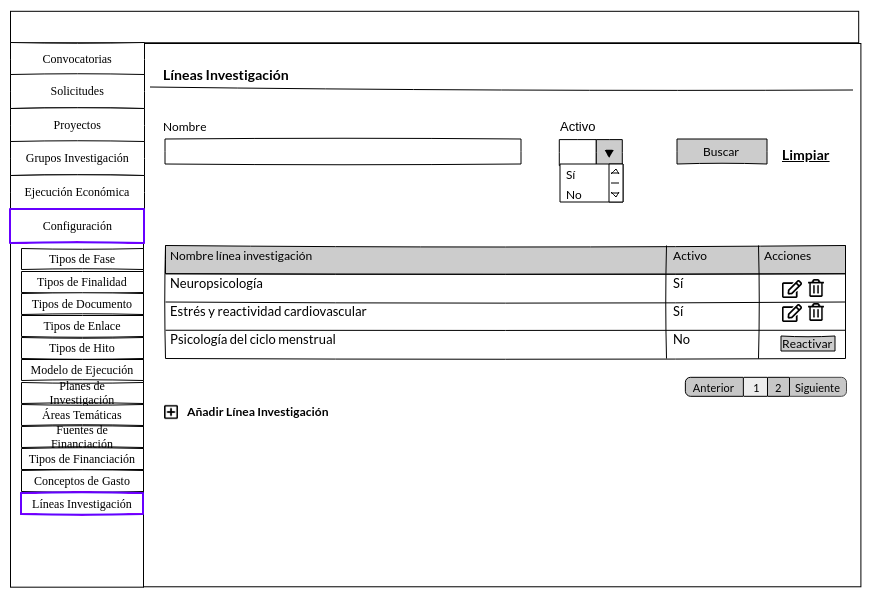 Convocatorias
Solicitudes
Proyectos
Grupos Investigación
Ejecución Económica
Configuración
Tipos de Fase
Tipos de Finalidad
Tipos de Documento
Tipos de Enlace
Tipos de Hito
Modelo de Ejecución
Planes de
Investigación
Áreas Temáticas
Fuentes de
Financiación
Tipos de Financiación
Conceptos de Gasto
Líneas Investigación
Líneas Investigación
Nombre
Activo
Buscar
Limpiar
Sí
No
Nombre línea investigación Activo Acciones
Neuropsicología Sí
Estrés y reactividad cardiovascular Sí
Psicología del ciclo menstrual No Reactivar
Anterior 1 2 Siguiente
Añadir Línea Investigación